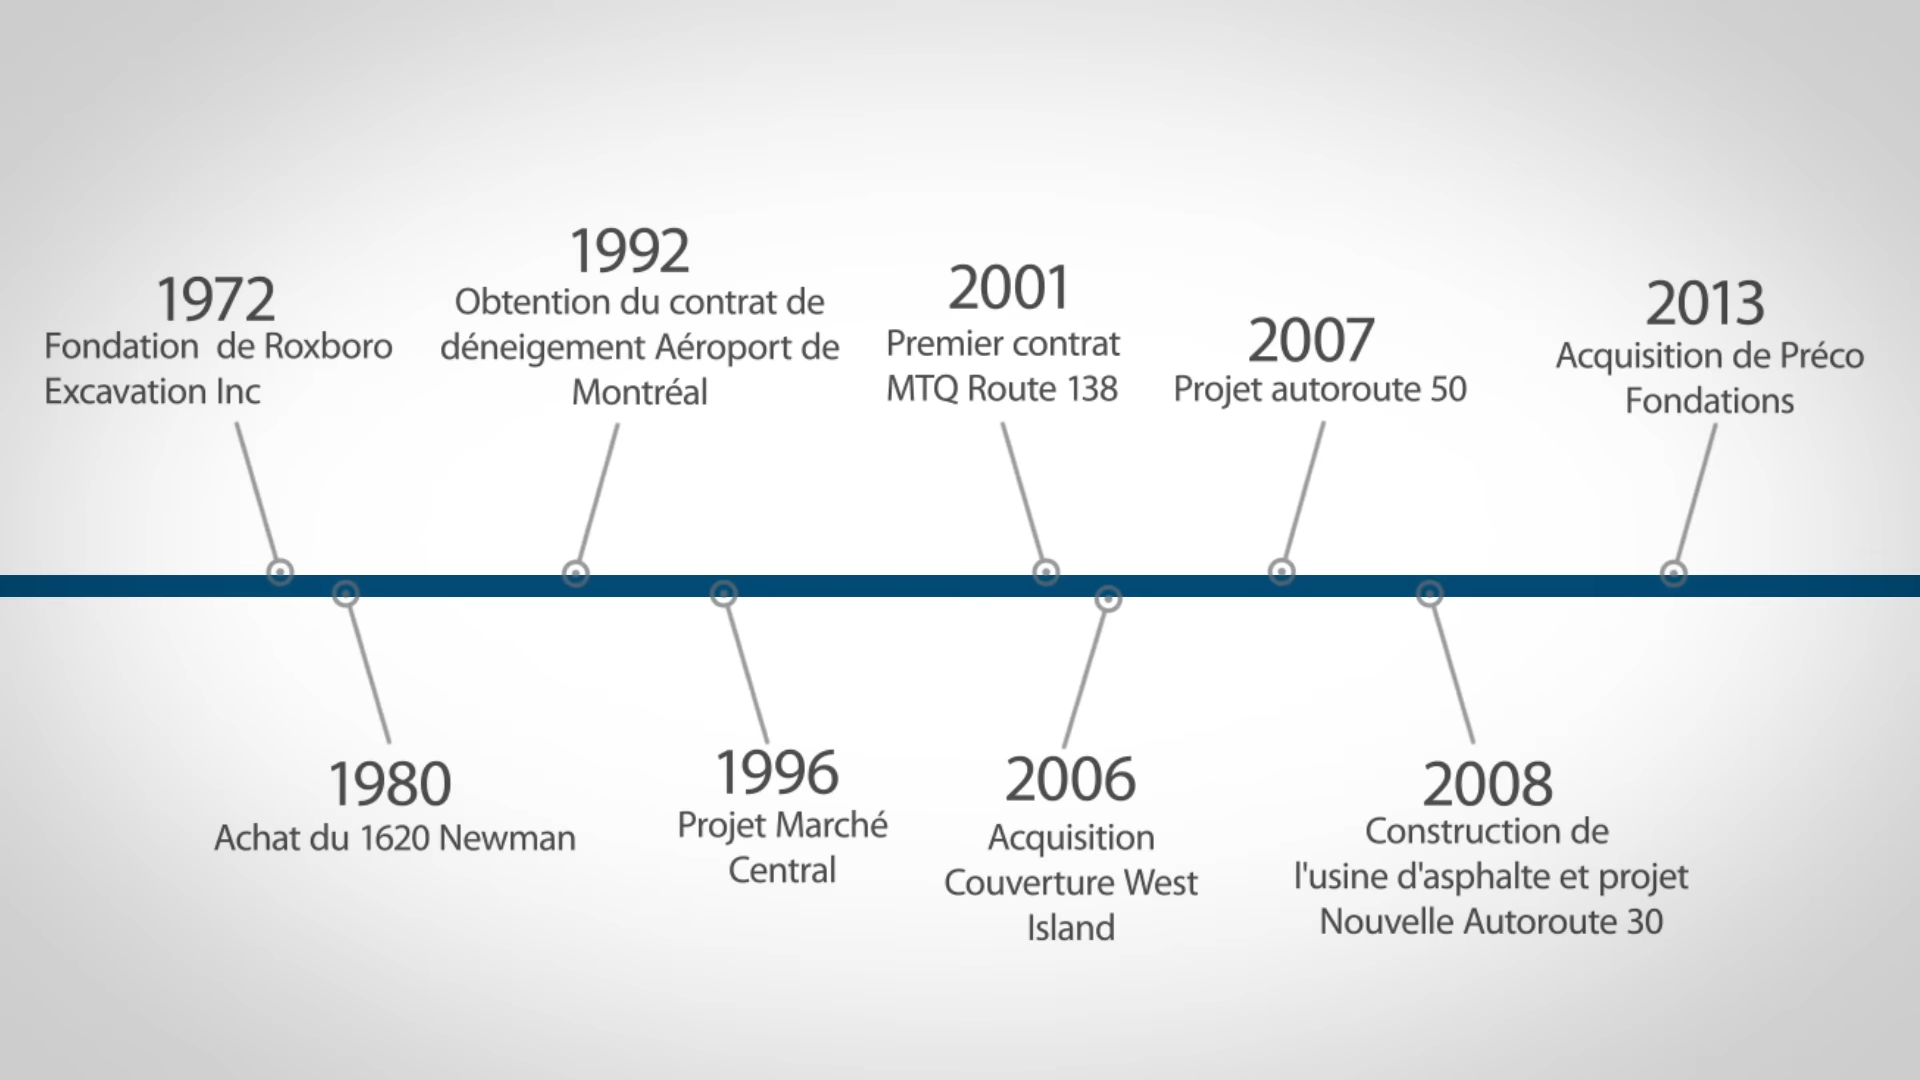 1972
Fondation  de Roxboro
Excavation Inc
1992
Obtention du contrat de
déneigement Aéroport de
Montréal
2001
Premier contrat
MTQ Route 138
2007
Projet autoroute 50
2013
Acquisition de Préco
Fondations
1980
Achat du 1620 Newman
1996
Projet Marché
Central
2006
Acquisition
Couverture West
Island
2008
Construction de
l'usine d'asphalte et projet
Nouvelle Autoroute 30